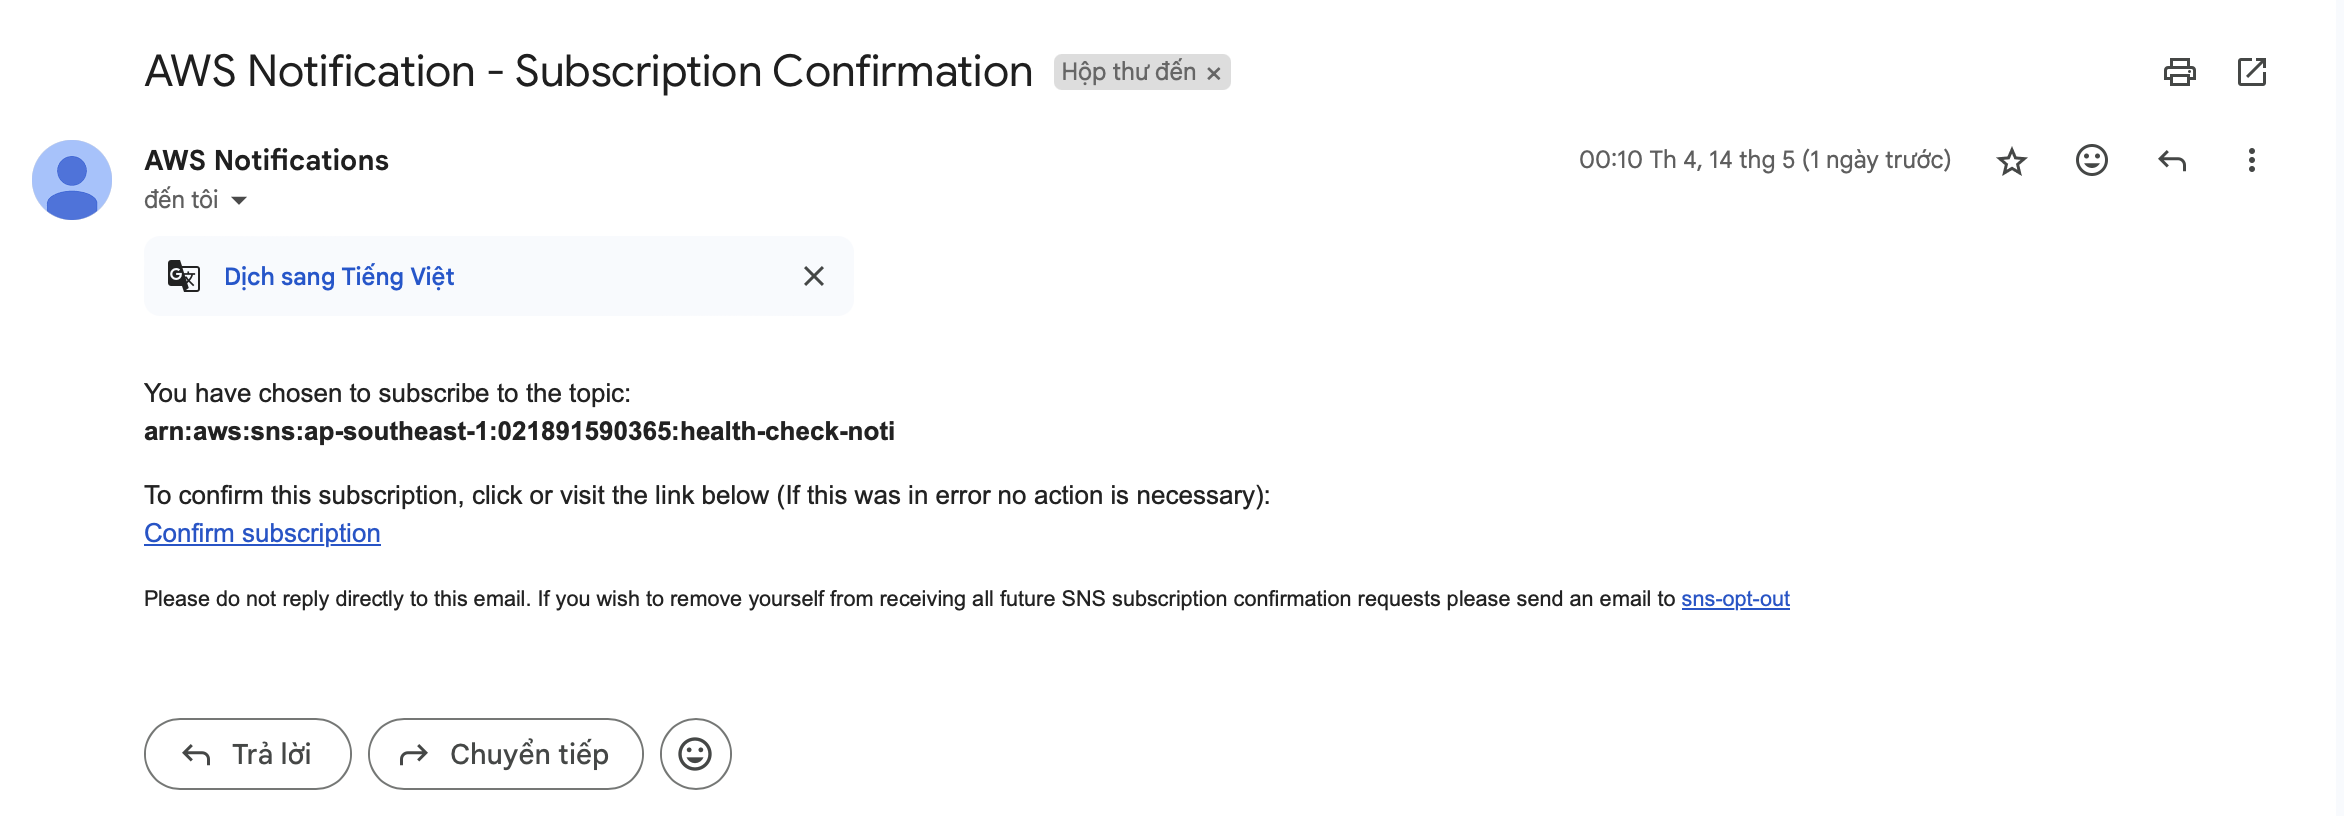 AWS Notification - Subscription Confirmation Hộp thư đến ×
AWS Notifications 00:10 Th 4, 14 thg 5 (1 ngày trước)
đến tôi
Dịch sang Tiếng Việt
You have chosen to subscribe to the topic:
arn:aws:sns:ap-southeast-1:021891590365:health-check-noti
To confirm this subscription, click or visit the link below (If this was in error no action is necessary):
Confirm subscription
Please do not reply directly to this email. If you wish to remove yourself from receiving all future SNS subscription confirmation requests please send an email to sns-opt-out
Trả lời Chuyển tiếp